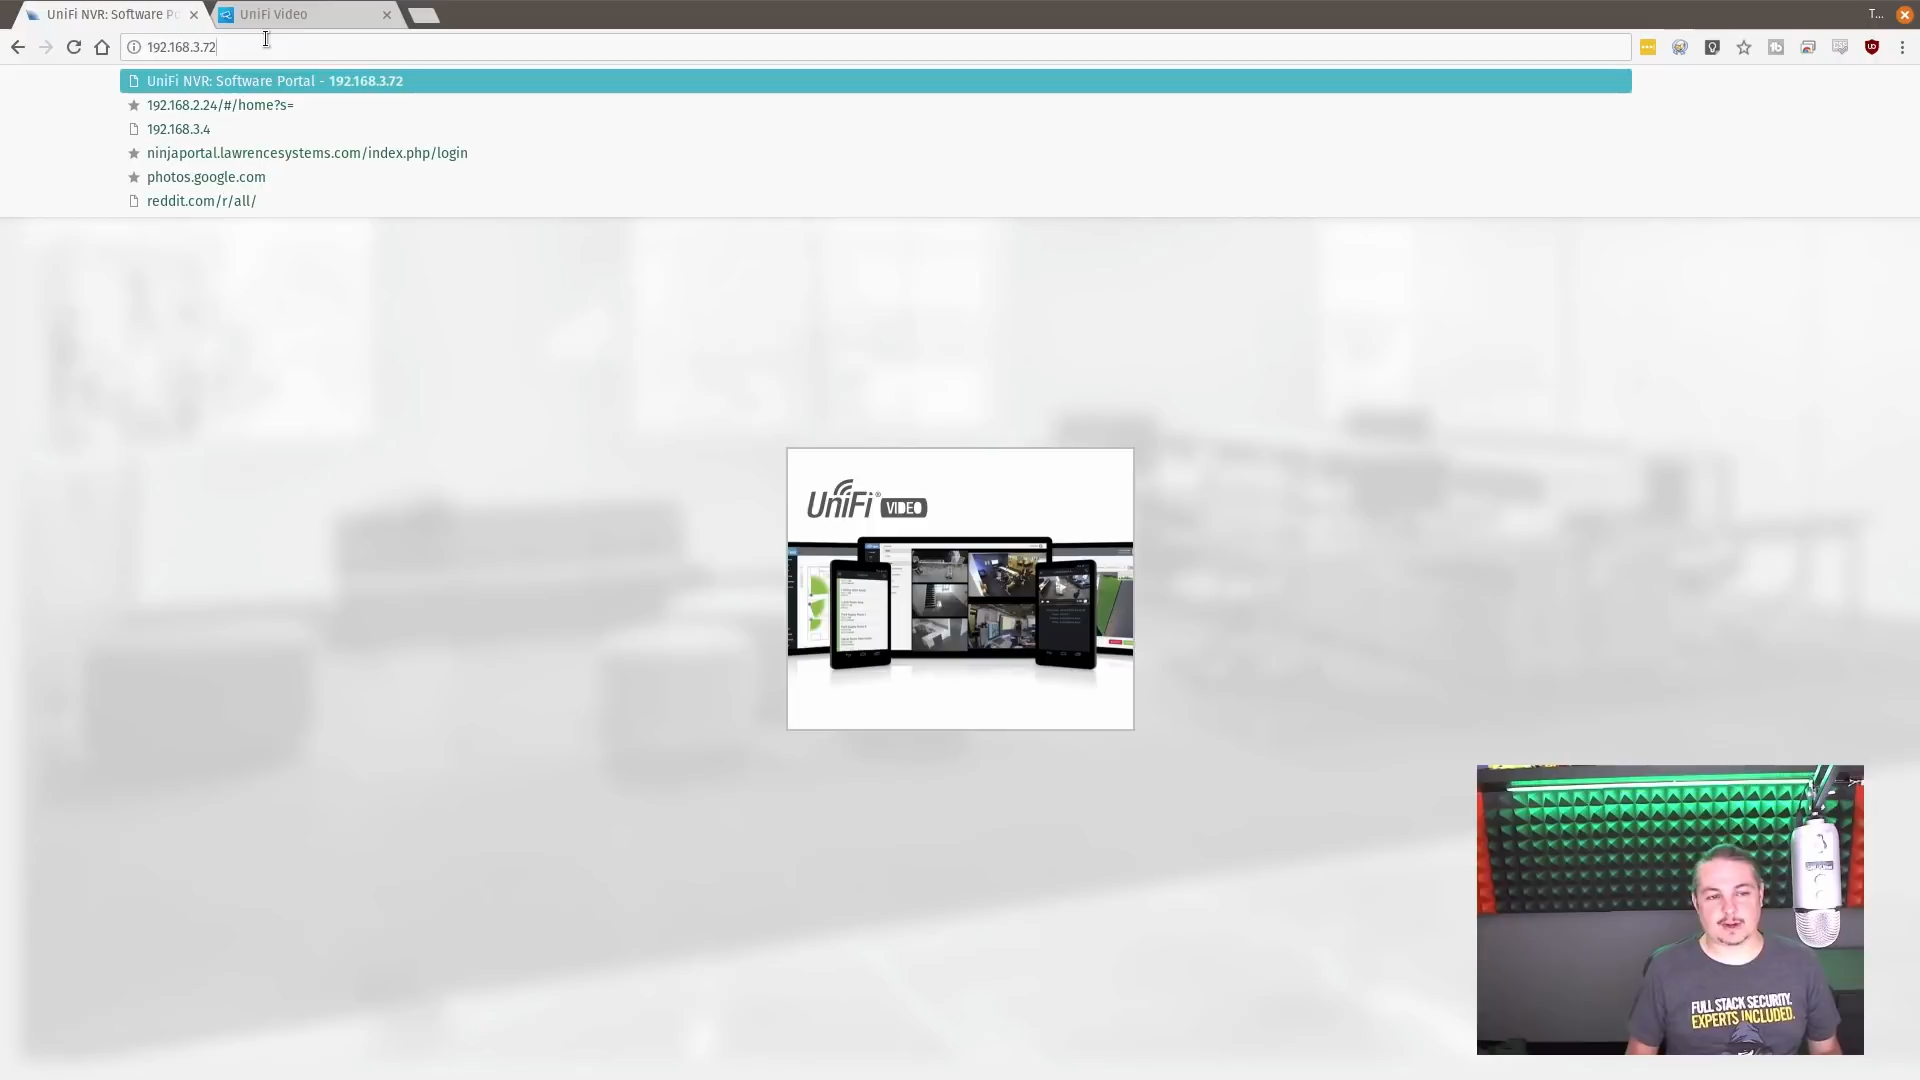 UniFi NVR: Software Po
UniFi Video
T...
192.168.3.72
UniFi NVR: Software Portal - 192.168.3.72
192.168.2.24/#/home?s=
192.168.3.4
ninjaportal.lawrencesystems.com/index.php/login
photos.google.com
reddit.com/r/all/
UniFi® VIDEO
FULL STACK SECURITY.
EXPERTS INCLUDED.